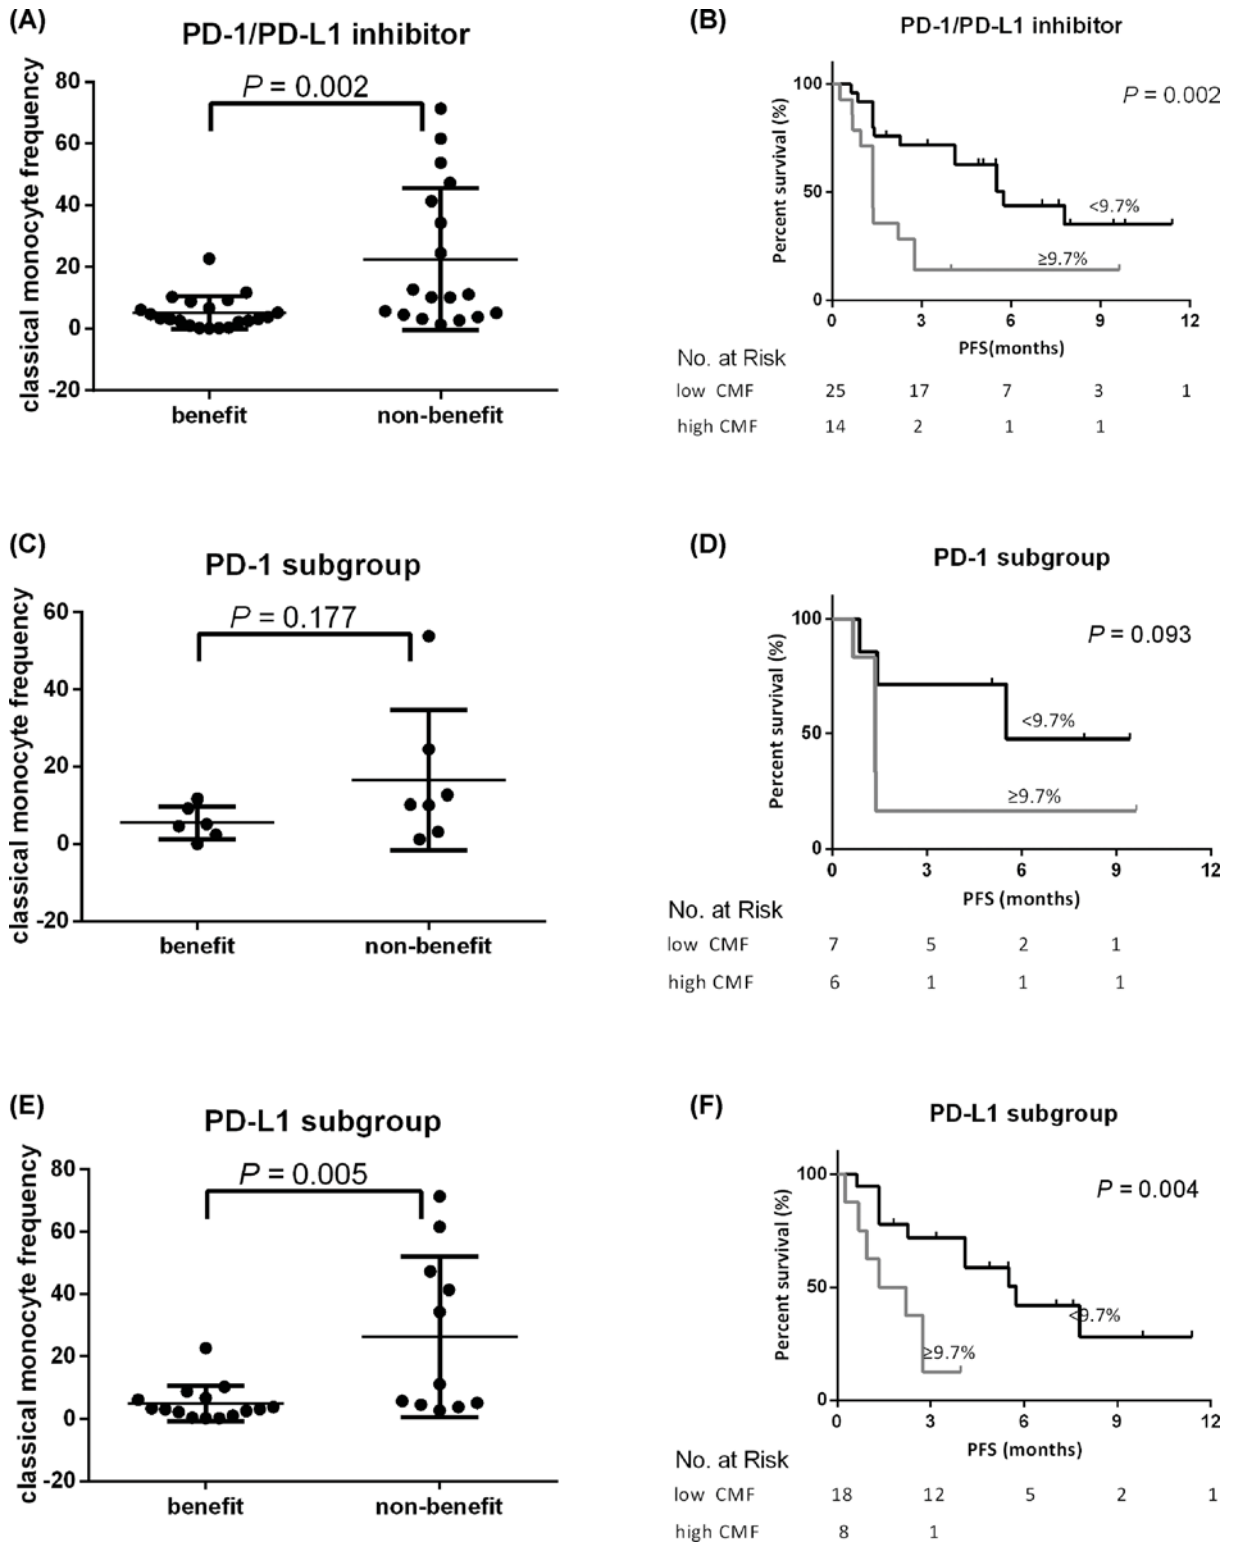 (A)
PD-1/PD-L1 inhibitor
P = 0.002
classical monocyte frequency
80
60
40
20
0
-20
benefit non-benefit
(B)
PD-1/PD-L1 inhibitor
P = 0.002
Percent survival (%)
100
50
0
<9.7%
≥9.7%
0 3 6 9 12
PFS(months)
No. at Risk
low CMF 25 17 7 3 1
high CMF 14 2 1 1
(C)
PD-1 subgroup
P = 0.177
classical monocyte frequency
60
40
20
0
-20
benefit non-benefit
(D)
PD-1 subgroup
P = 0.093
Percent survival (%)
100
50
0
<9.7%
≥9.7%
0 3 6 9 12
PFS (months)
No. at Risk
low CMF 7 5 2 1
high CMF 6 1 1 1
(E)
PD-L1 subgroup
P = 0.005
classical monocyte frequency
80
60
40
20
0
-20
benefit non-benefit
(F)
PD-L1 subgroup
P = 0.004
Percent survival (%)
100
50
0
<9.7%
≥9.7%
0 3 6 9 12
PFS (months)
No. at Risk
low CMF 18 12 5 2 1
high CMF 8 1